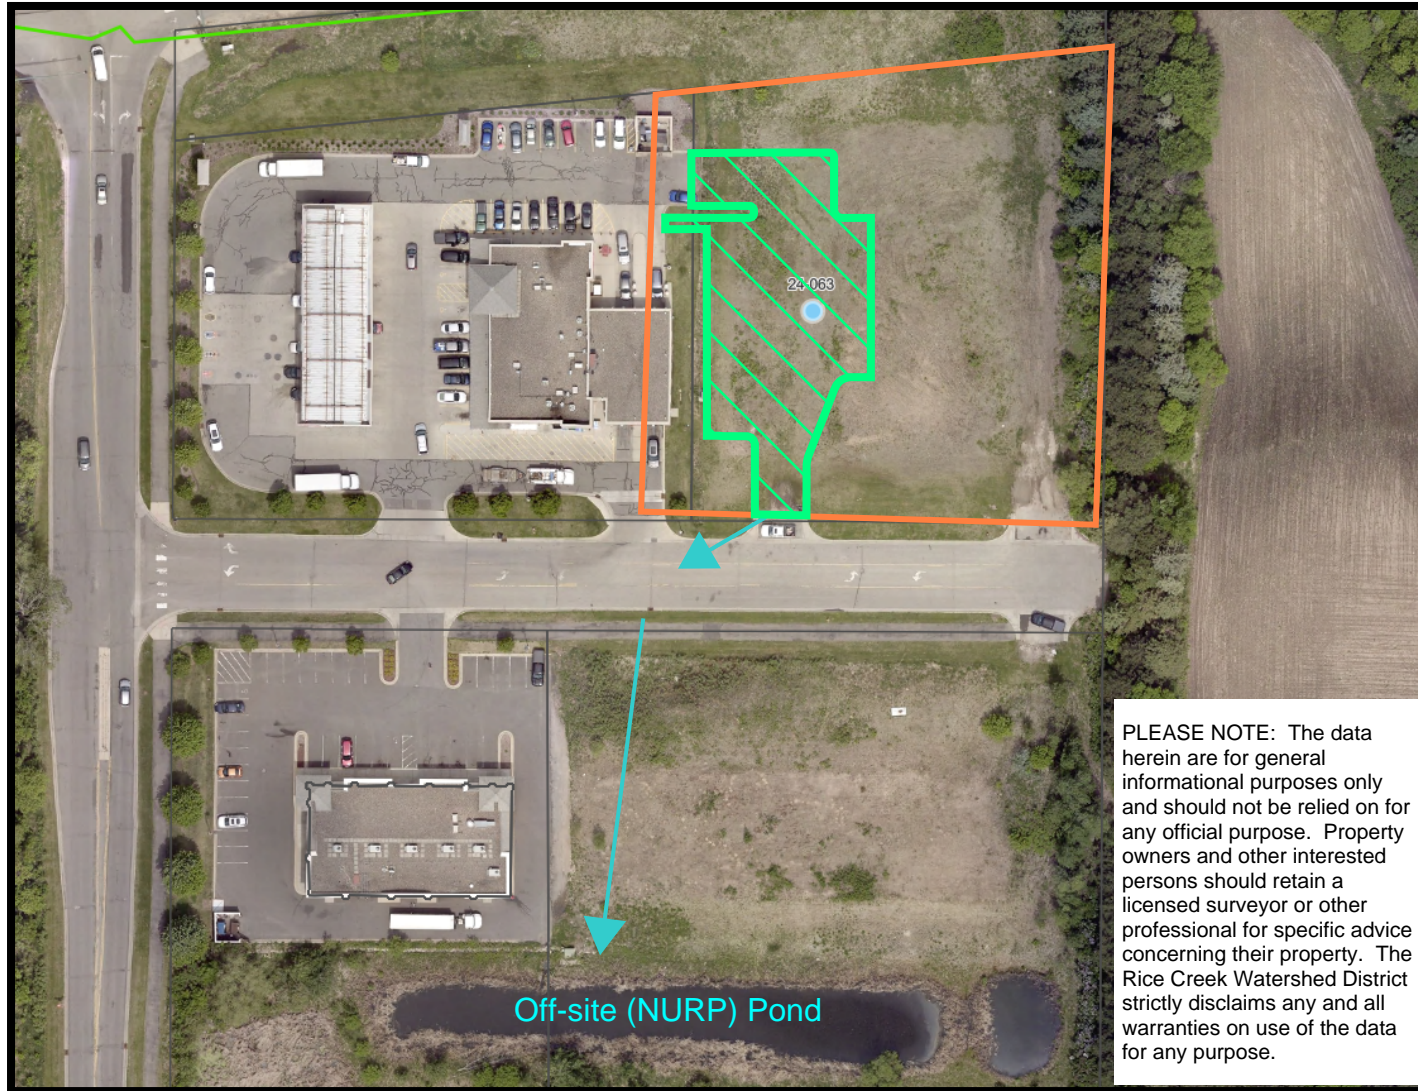 24-063
PLEASE NOTE: The data
herein are for general
informational purposes only
and should not be relied on for
any official purpose. Property
owners and other interested
persons should retain a
licensed surveyor or other
professional for specific advice
concerning their property. The
Rice Creek Watershed District
strictly disclaims any and all
warranties on use of the data
for any purpose.
Off-site (NURP) Pond